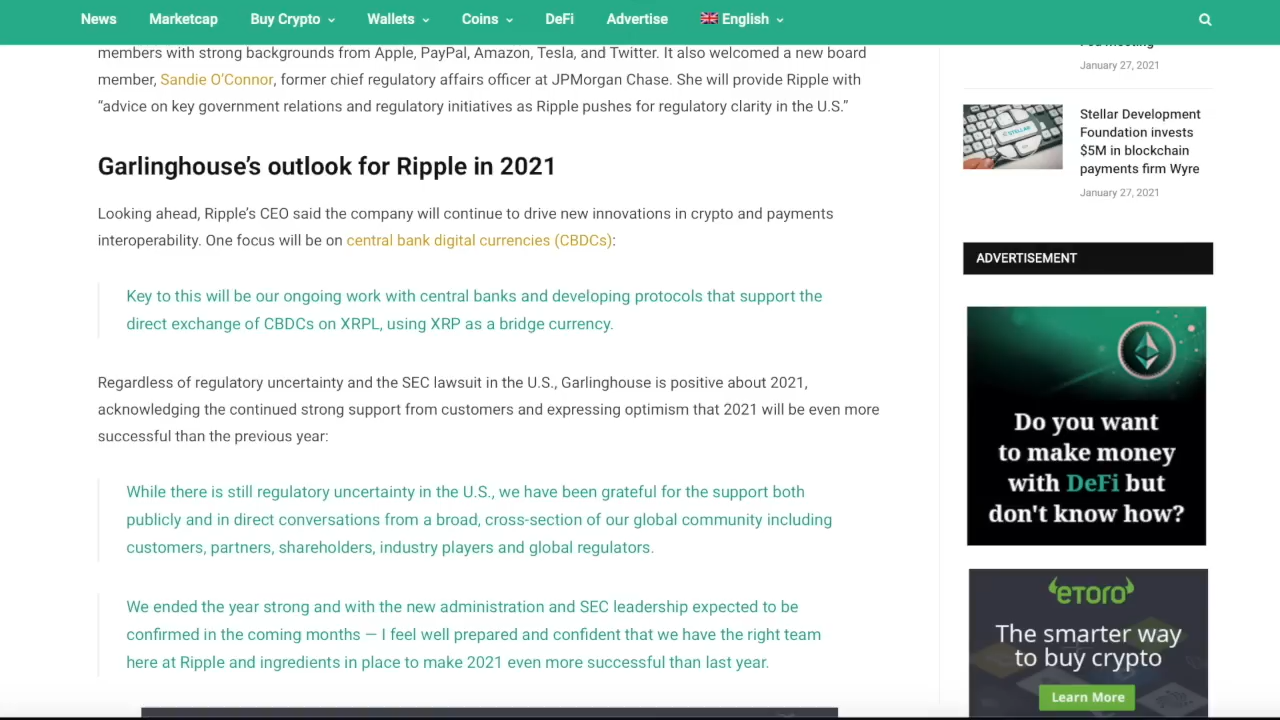 News Marketcap Buy Crypto Wallets Coins DeFi Advertise English
members with strong backgrounds from Apple, PayPal, Amazon, Tesla, and Twitter. It also welcomed a new board
member, Sandie O’Connor, former chief regulatory affairs officer at JPMorgan Chase. She will provide Ripple with
“advice on key government relations and regulatory initiatives as Ripple pushes for regulatory clarity in the U.S.”
Garlinghouse’s outlook for Ripple in 2021
Looking ahead, Ripple’s CEO said the company will continue to drive new innovations in crypto and payments
interoperability. One focus will be on central bank digital currencies (CBDCs):
Key to this will be our ongoing work with central banks and developing protocols that support the
direct exchange of CBDCs on XRPL, using XRP as a bridge currency.
Regardless of regulatory uncertainty and the SEC lawsuit in the U.S., Garlinghouse is positive about 2021,
acknowledging the continued strong support from customers and expressing optimism that 2021 will be even more
successful than the previous year:
While there is still regulatory uncertainty in the U.S., we have been grateful for the support both
publicly and in direct conversations from a broad, cross-section of our global community including
customers, partners, shareholders, industry players and global regulators.
We ended the year strong and with the new administration and SEC leadership expected to be
confirmed in the coming months — I feel well prepared and confident that we have the right team
here at Ripple and ingredients in place to make 2021 even more successful than last year.
January 27, 2021
STELLAR
Stellar Development
Foundation invests
$5M in blockchain
payments firm Wyre
January 27, 2021
ADVERTISEMENT
Do you want
to make money
with DeFi but
don't know how?
eTORO
The smarter way
to buy crypto
Learn More